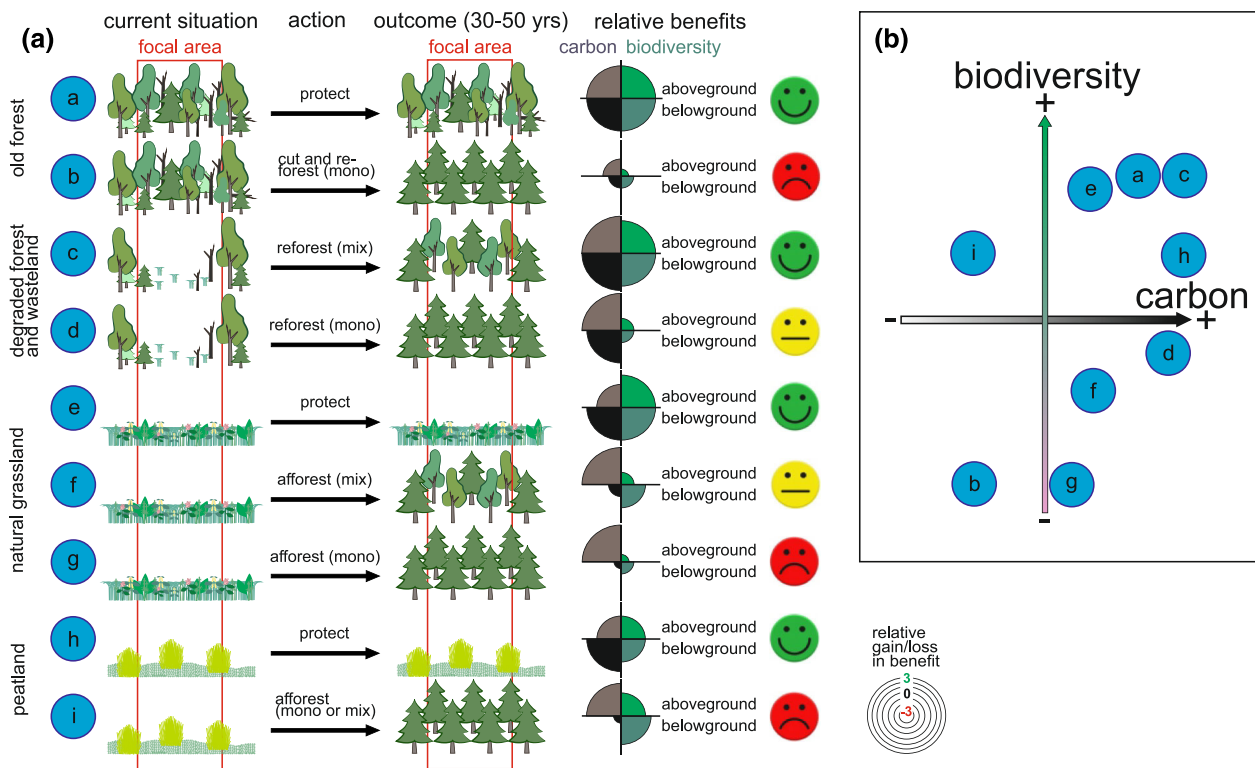 (a)
current situation
action
outcome (30-50 yrs)
relative benefits
focal area
focal area
carbon
biodiversity
old forest
a
protect
aboveground
belowground
b
cut and re-
forest (mono)
aboveground
belowground
degraded forest
and wasteland
c
reforest (mix)
aboveground
belowground
d
reforest (mono)
aboveground
belowground
natural grassland
e
protect
aboveground
belowground
f
afforest (mix)
aboveground
belowground
g
afforest (mono)
aboveground
belowground
peatland
h
protect
aboveground
belowground
i
afforest
(mono or mix)
aboveground
belowground
(b)
biodiversity
+
e
a
c
i
h
carbon
-
+
d
f
b
g
-
relative
gain/loss
in benefit
3
0
-3